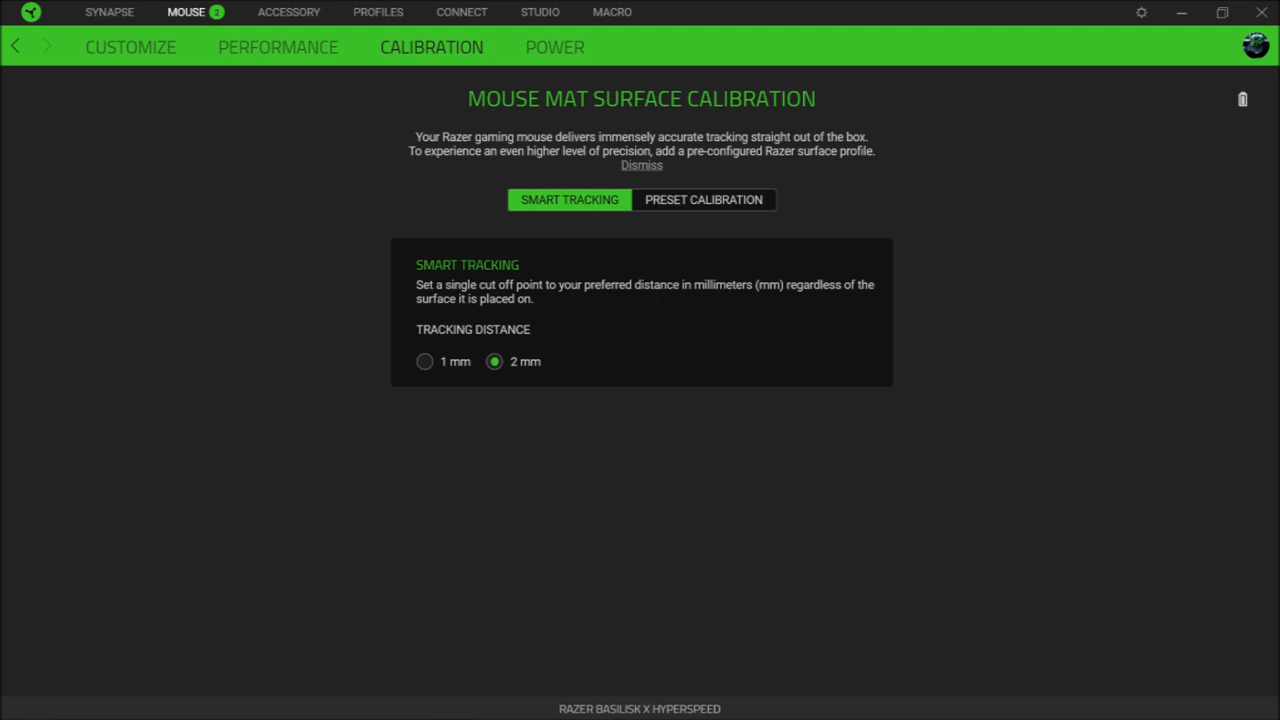 SYNAPSE MOUSE 2 ACCESSORY PROFILES CONNECT STUDIO MACRO
CUSTOMIZE PERFORMANCE CALIBRATION POWER
MOUSE MAT SURFACE CALIBRATION
Your Razer gaming mouse delivers immensely accurate tracking straight out of the box.
To experience an even higher level of precision, add a pre-configured Razer surface profile.
Dismiss
SMART TRACKING PRESET CALIBRATION
SMART TRACKING
Set a single cut off point to your preferred distance in millimeters (mm) regardless of the
surface it is placed on.
TRACKING DISTANCE
1 mm 2 mm
RAZER BASILISK X HYPERSPEED